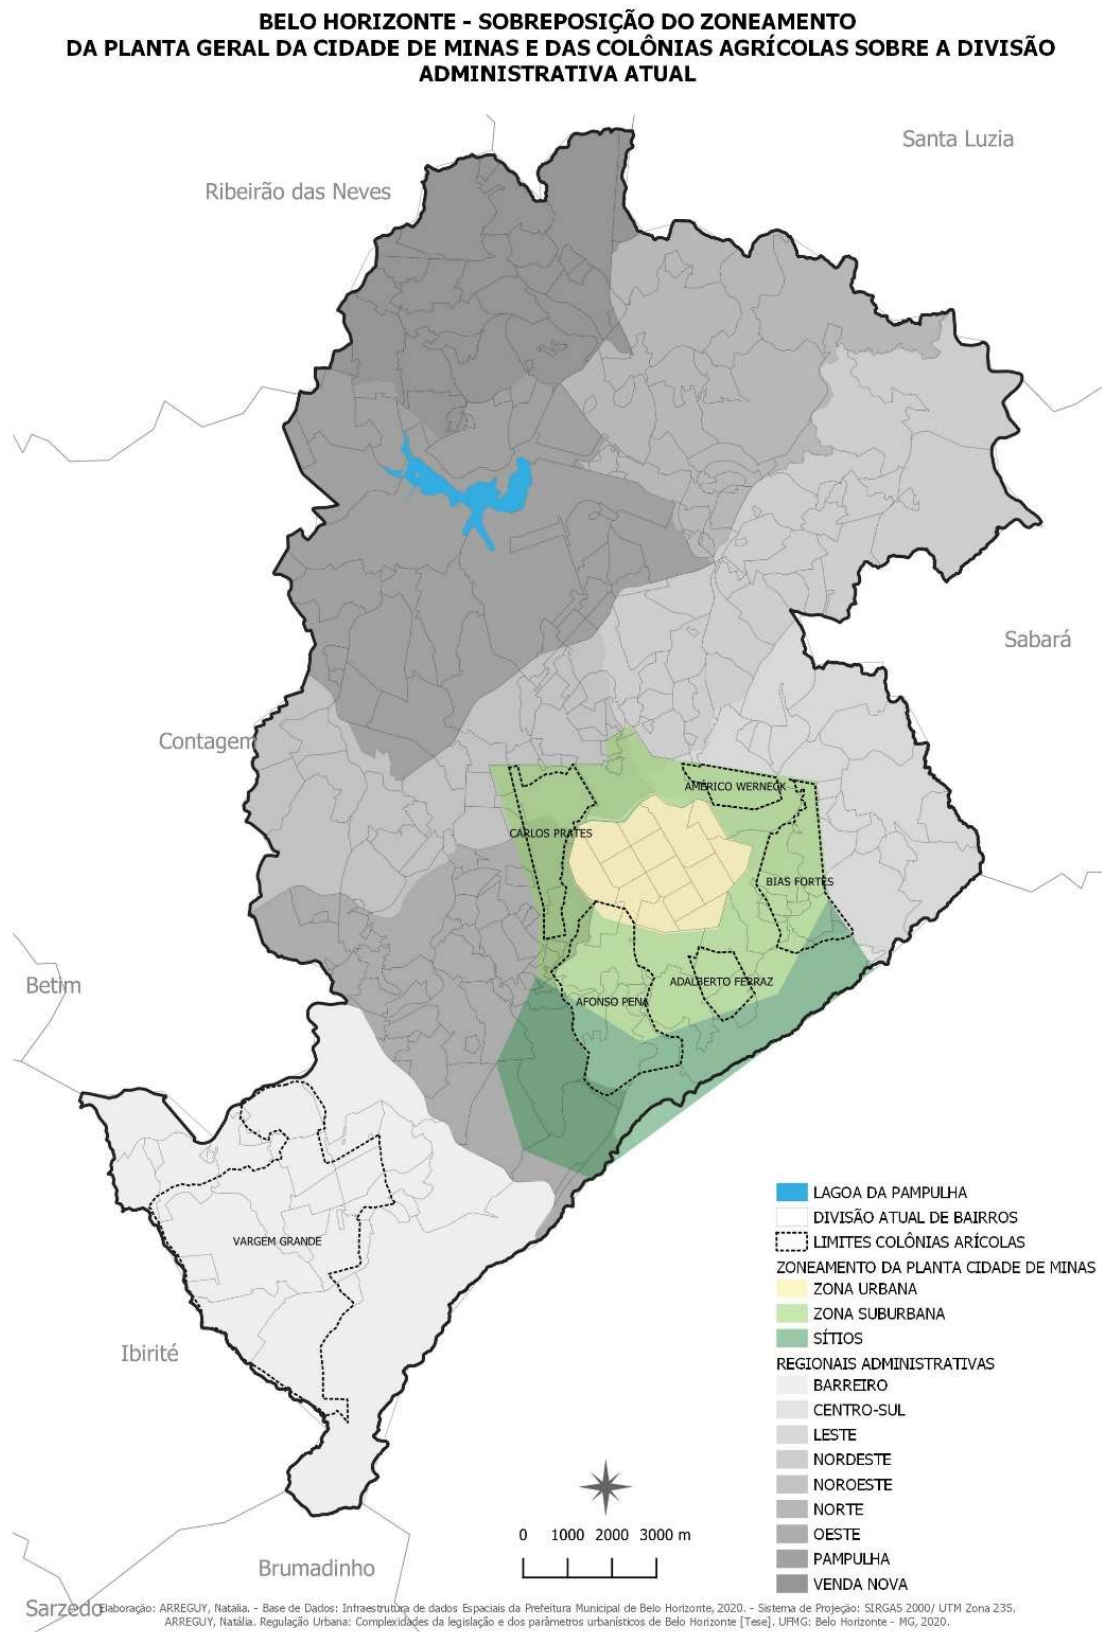 BELO HORIZONTE - SOBREPOSIÇÃO DO ZONEAMENTO
DA PLANTA GERAL DA CIDADE DE MINAS E DAS COLÔNIAS AGRÍCOLAS SOBRE A DIVISÃO
ADMINISTRATIVA ATUAL
Santa Luzia
Ribeirão das Neves
Sabará
Contagem
AMÉRICO WERNECK
CARLOS PRATES
BIAS FORTES
ADALBERTO FERRAZ
AFONSO PENA
Betim
VARGEM GRANDE
Ibirité
Brumadinho
Sarzedo
LAGOA DA PAMPULHA
DIVISÃO ATUAL DE BAIRROS
LIMITES COLÔNIAS ARÍCOLAS
ZONEAMENTO DA PLANTA CIDADE DE MINAS
ZONA URBANA
ZONA SUBURBANA
SÍTIOS
REGIONAIS ADMINISTRATIVAS
BARREIRO
CENTRO-SUL
LESTE
NORDESTE
NOROESTE
NORTE
OESTE
PAMPULHA
VENDA NOVA
0 1000 2000 3000 m
Elaboração: ARREGUY, Natália. - Base de Dados: Infraestrutura de dados Espaciais da Prefeitura Municipal de Belo Horizonte, 2020. - Sistema de Projeção: SIRGAS 2000/ UTM Zona 23S.
ARREGUY, Natália. Regulação Urbana: Complexidades da legislação e dos parâmetros urbanísticos de Belo Horizonte [Tese]. UFMG: Belo Horizonte - MG, 2020.